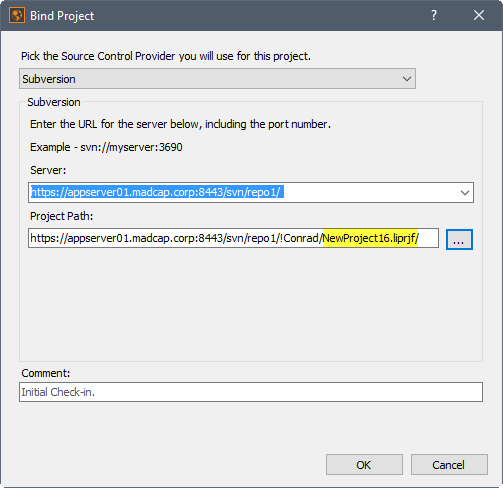 Bind Project
Pick the Source Control Provider you will use for this project.
Subversion
Subversion
Enter the URL for the server below, including the port number.
Example - svn://myserver:3690
Server:
https://appserver01.madcap.corp:8443/svn/repo1/
Project Path:
https://appserver01.madcap.corp:8443/svn/repo1/!Conrad/NewProject16.liprjf/
...
Comment:
Initial Check-in.
OK
Cancel